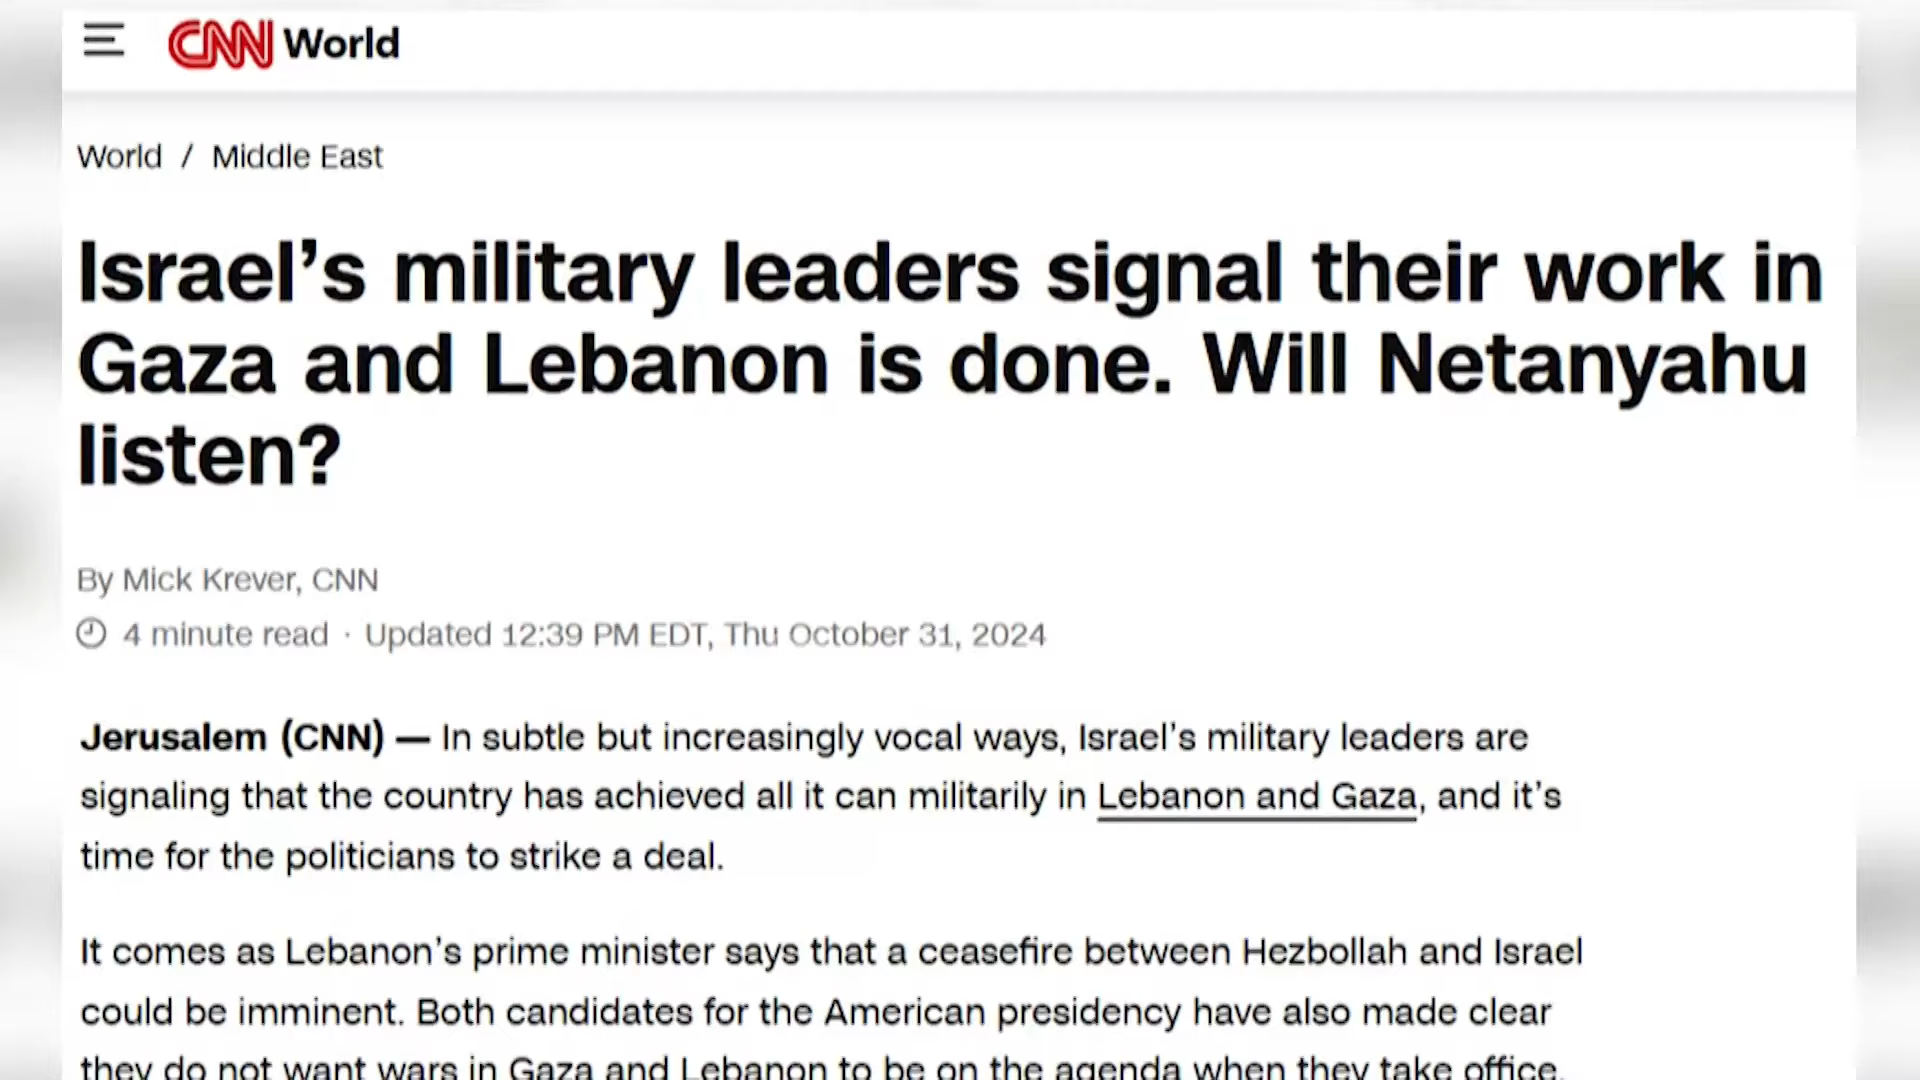 CNN World
World / Middle East
Israel’s military leaders signal their work in
Gaza and Lebanon is done. Will Netanyahu
listen?
By Mick Krever, CNN
4 minute read · Updated 12:39 PM EDT, Thu October 31, 2024
Jerusalem (CNN) — In subtle but increasingly vocal ways, Israel’s military leaders are
signaling that the country has achieved all it can militarily in Lebanon and Gaza, and it’s
time for the politicians to strike a deal.
It comes as Lebanon’s prime minister says that a ceasefire between Hezbollah and Israel
could be imminent. Both candidates for the American presidency have also made clear
they do not want wars in Gaza and Lebanon to be on the agenda when they take office.